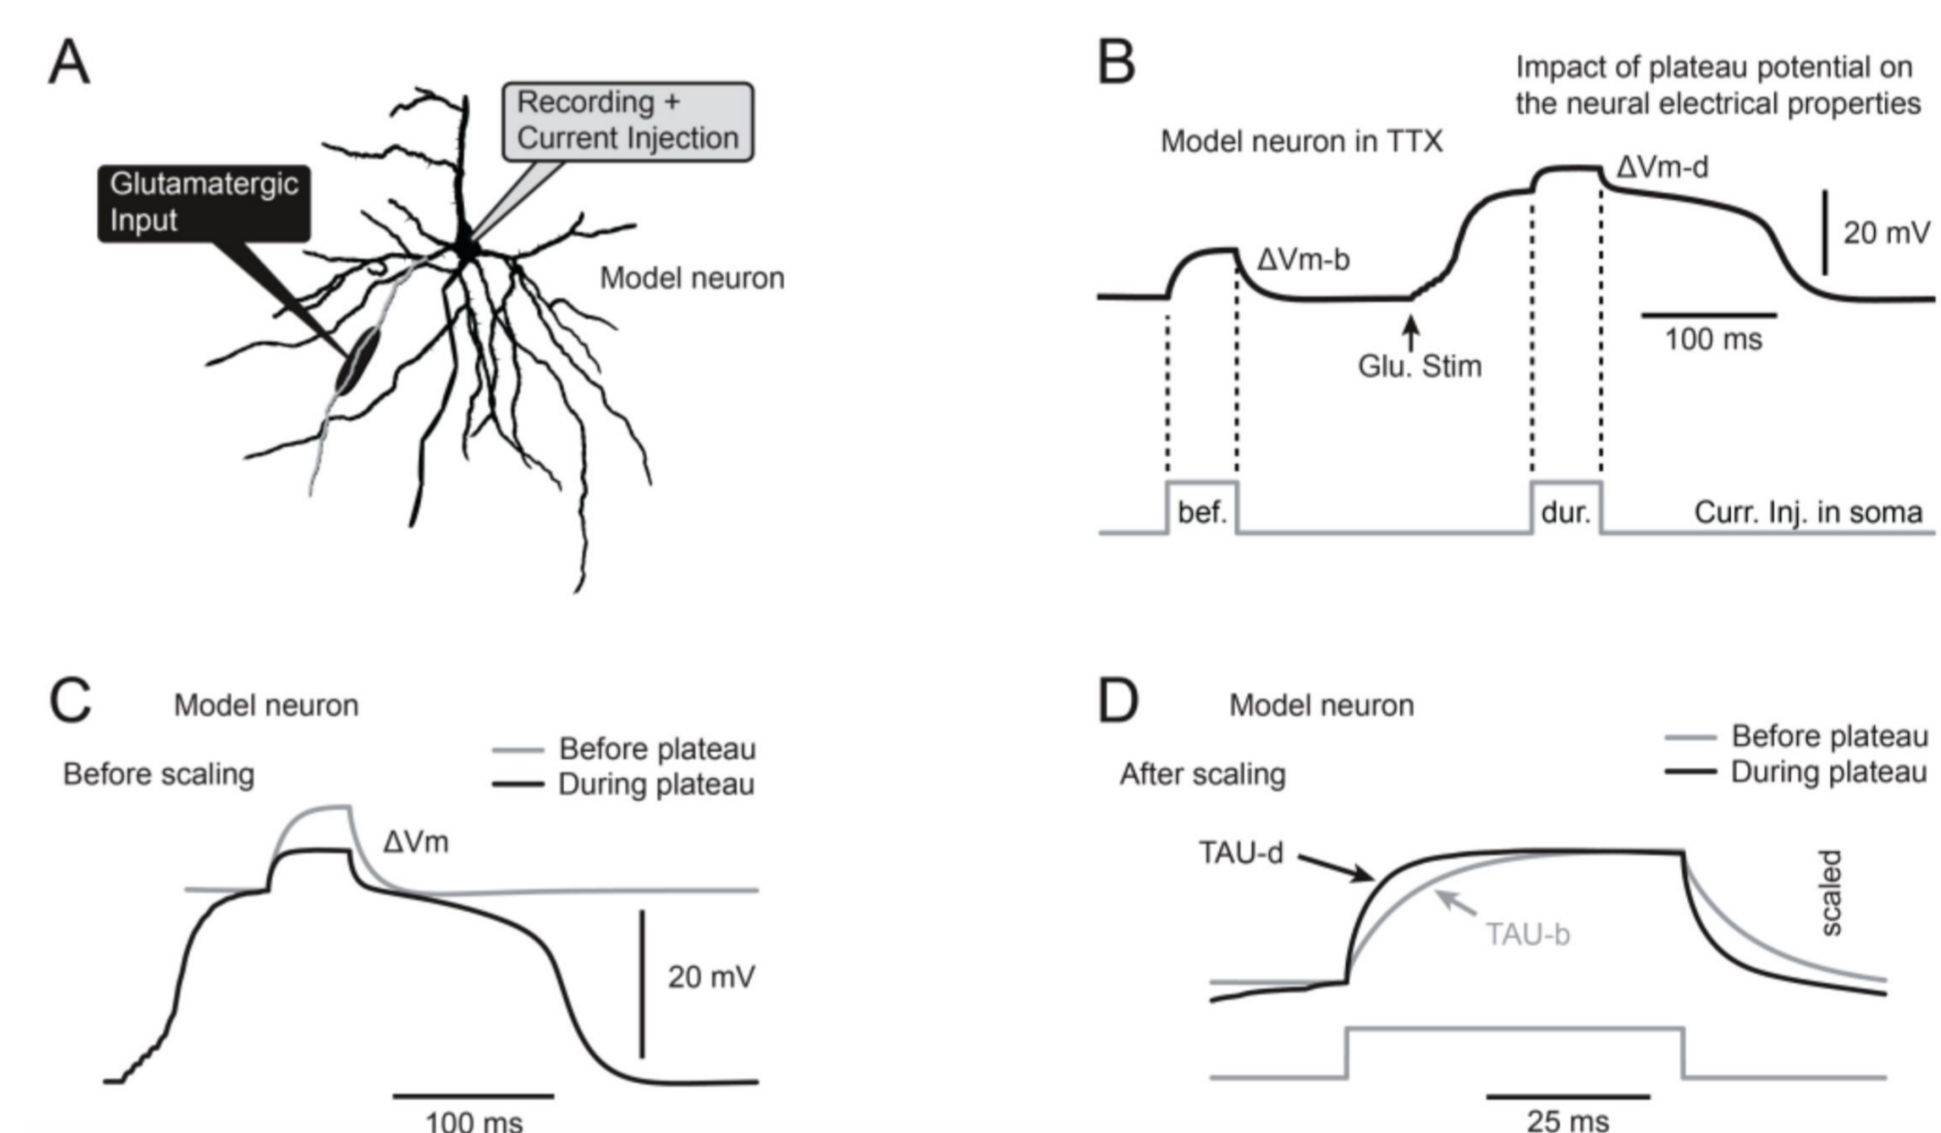 A
Recording +
Current Injection
Glutamatergic
Input
Model neuron
B
Impact of plateau potential on
the neural electrical properties
Model neuron in TTX
ΔVm-d
ΔVm-b
20 mV
100 ms
Glu. Stim
bef.
dur.
Curr. Inj. in soma
C
Model neuron
Before scaling
Before plateau
During plateau
ΔVm
20 mV
100 ms
D
Model neuron
After scaling
Before plateau
During plateau
TAU-d
TAU-b
scaled
25 ms